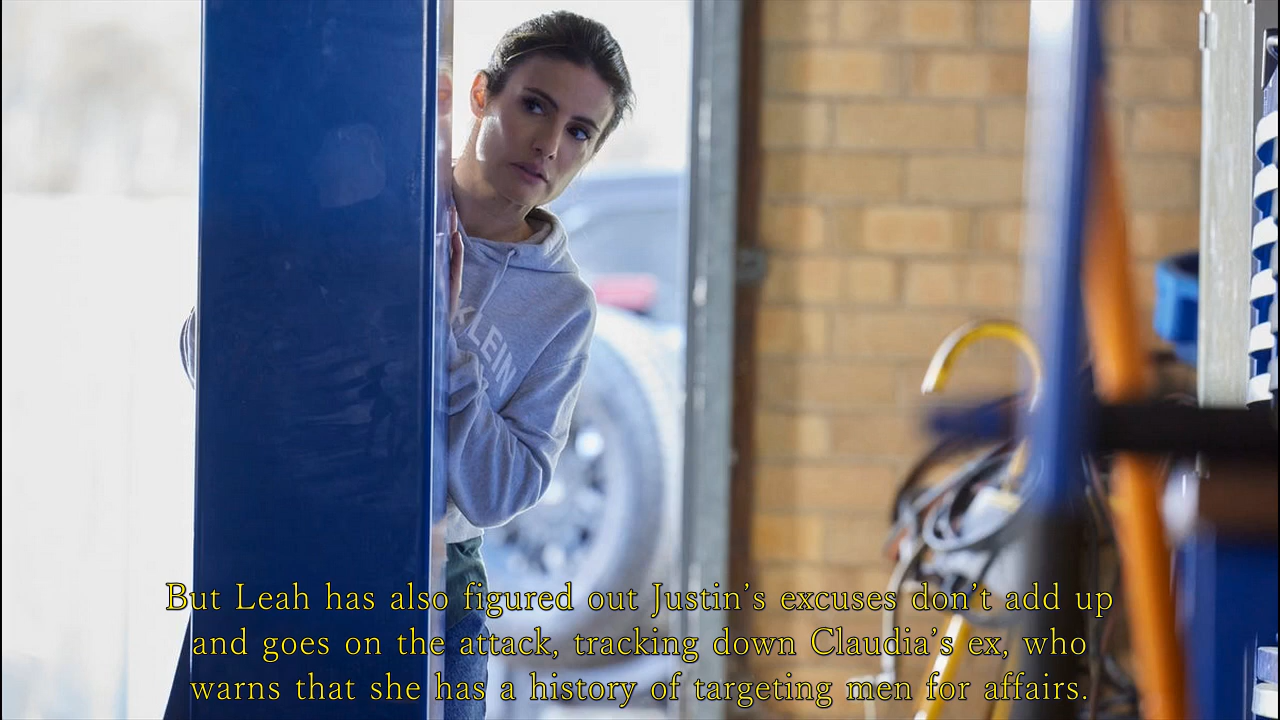 KLEIN
But Leah has also figured out Justin’s excuses don’t add up
and goes on the attack, tracking down Claudia’s ex, who
warns that she has a history of targeting men for affairs.